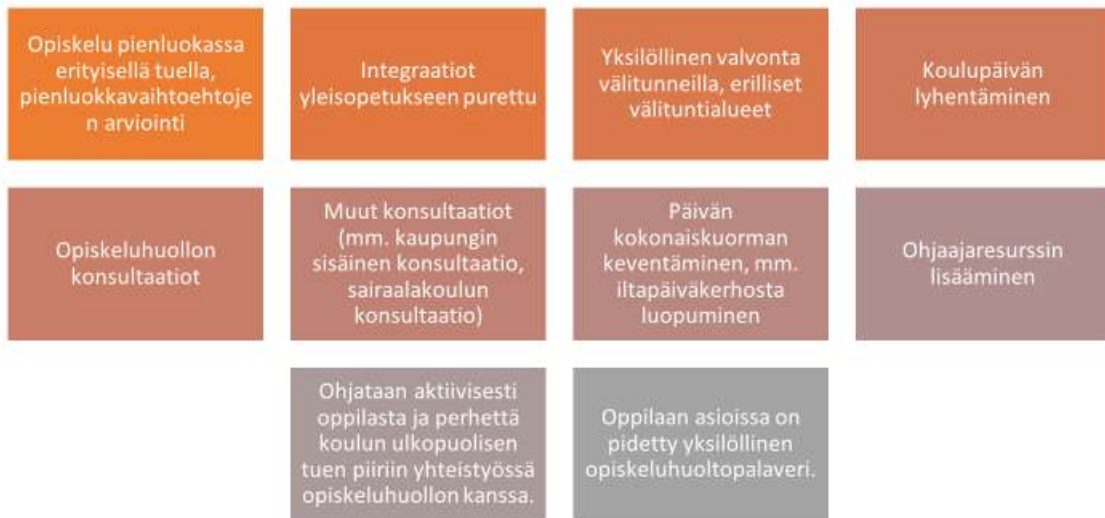 Opiskelu pienluokassa
erityisellä tuella,
pienluokkavaihtoehtoje
n arviointi
Integraatiot
yleisopetukseen purettu
Yksilöllinen valvonta
välitunneilla, erilliset
välituntialueet
Koulupäivän
lyhentäminen
Opiskeluhuollon
konsultaatiot
Muut konsultaatiot
(mm. kaupungin
sisäinen konsultaatio,
sairaalakoulun
konsultaatio)
Päivän
kokonaiskuorman
keventäminen, mm.
iltapäiväkerhosta
luopuminen
Ohjaajaresurssin
lisääminen
Ohjataan aktiivisesti
oppilasta ja perhettä
koulun ulkopuolisen
tuen piiriin yhteistyössä
opiskeluhuollon kanssa.
Oppilaan asioissa on
pidetty yksilöllinen
opiskeluhuoltopalaveri.